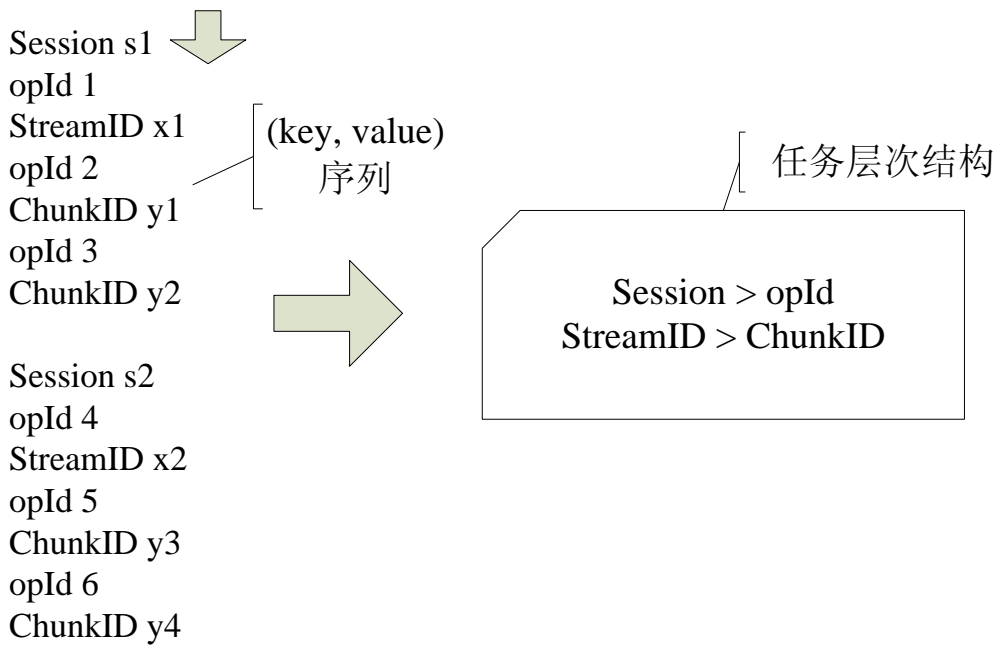 Session s1
opId 1
StreamID x1
opId 2
ChunkID y1
opId 3
ChunkID y2
Session s2
opId 4
StreamID x2
opId 5
ChunkID y3
opId 6
ChunkID y4
(key, value)
序列
任务层次结构
Session > opId
StreamID > ChunkID